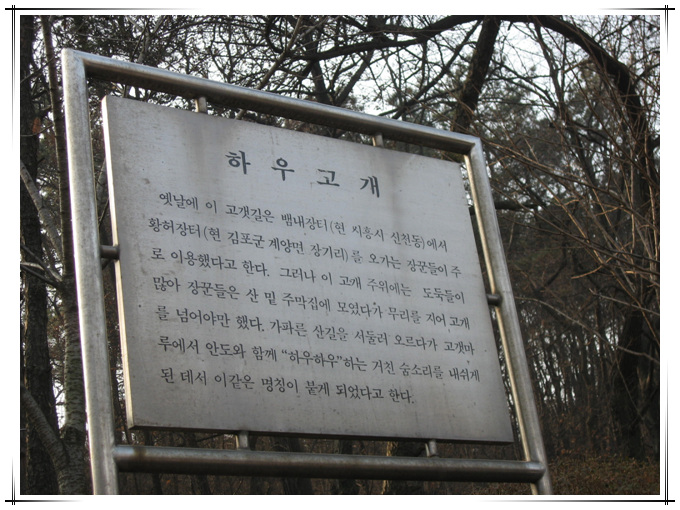 하우고개
옛날에 이 고갯길은 뱀내장터(현 시흥시 신천동)에서
황허장터(현 김포군 계양면 장기리)를 오가는 장꾼들이 주
로 이용했다고 한다. 그러나 이 고개 주위에는 도둑들이
많아 장꾼들은 산 밑 주막집에 모였다가 무리를 지어 고개
를 넘어야만 했다. 가파른 산길을 서둘러 오르다가 고갯마
루에서 안도와 함께 "하우하우"하는 거친 숨소리를 내쉬게
된 데서 이같은 명칭이 붙게 되었다고 한다.